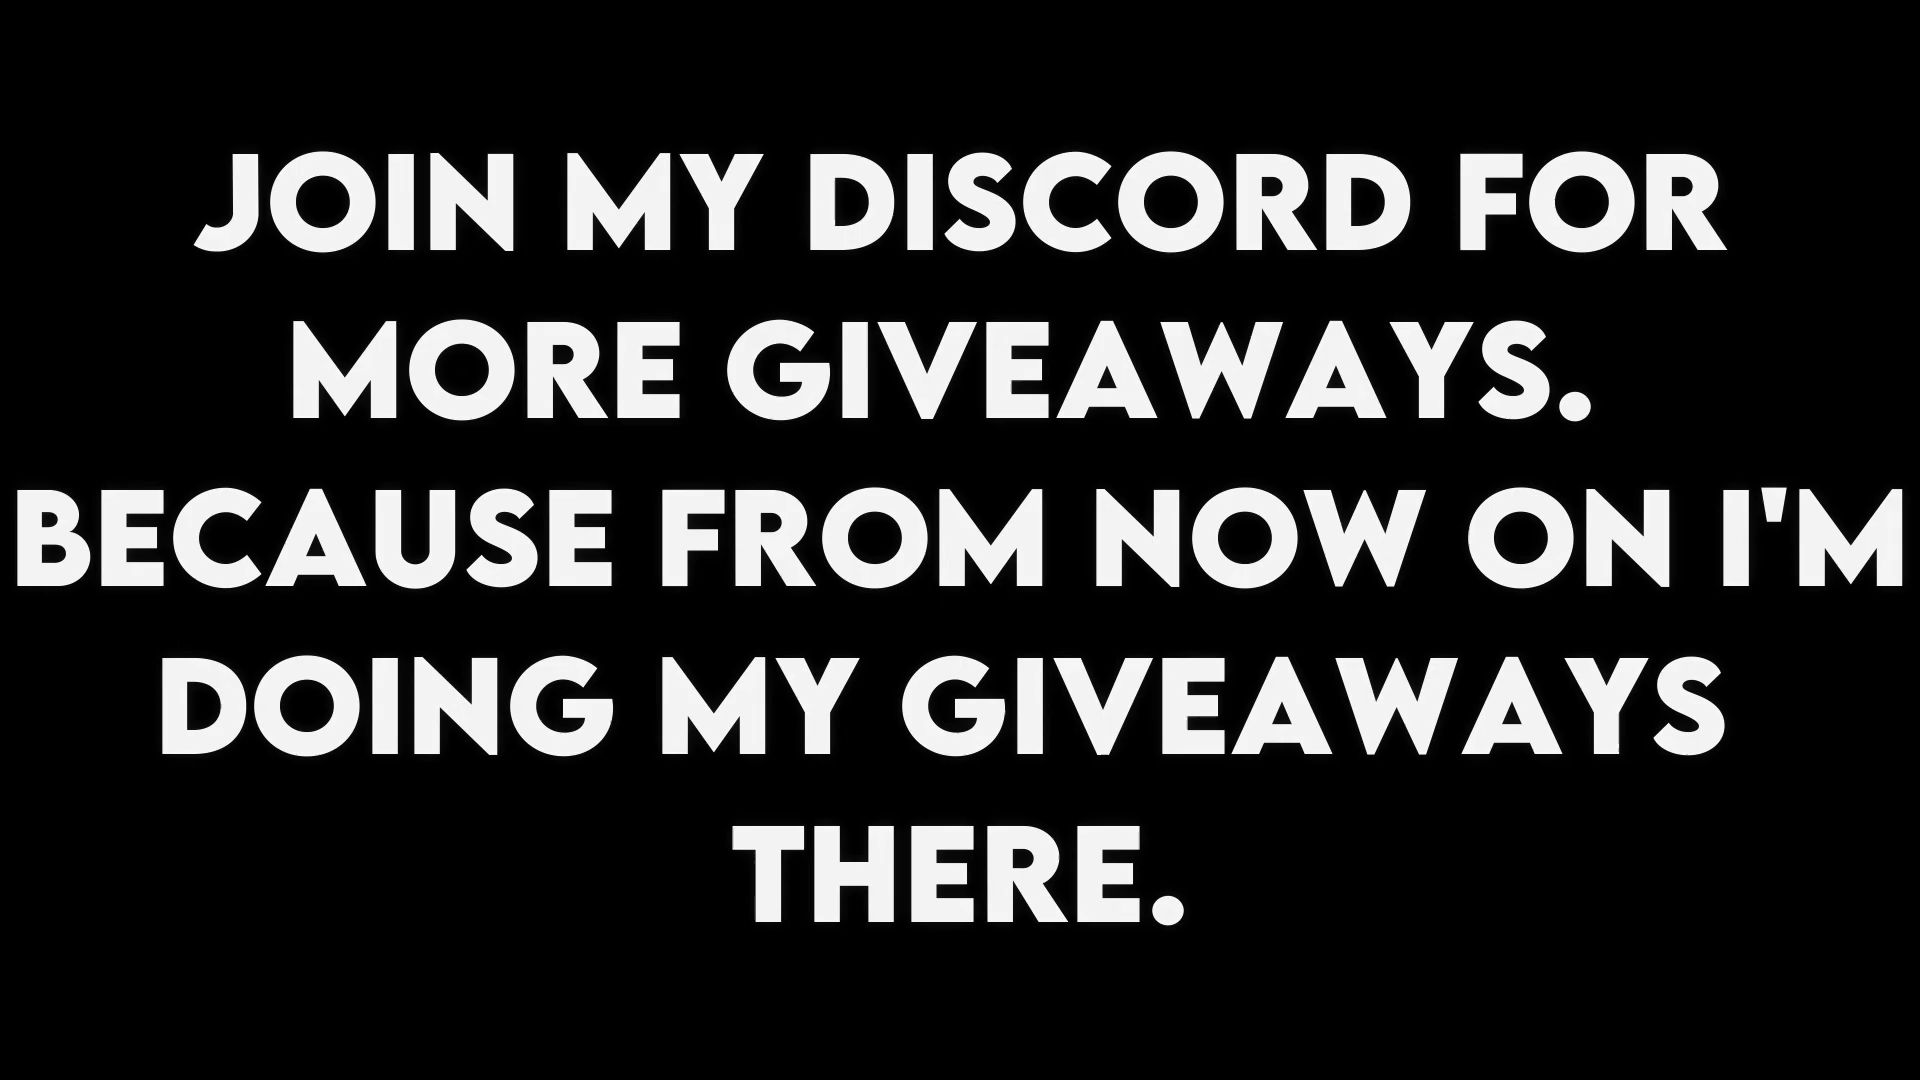 JOIN MY DISCORD FOR
MORE GIVEAWAYS.
BECAUSE FROM NOW ON I'M
DOING MY GIVEAWAYS
THERE.